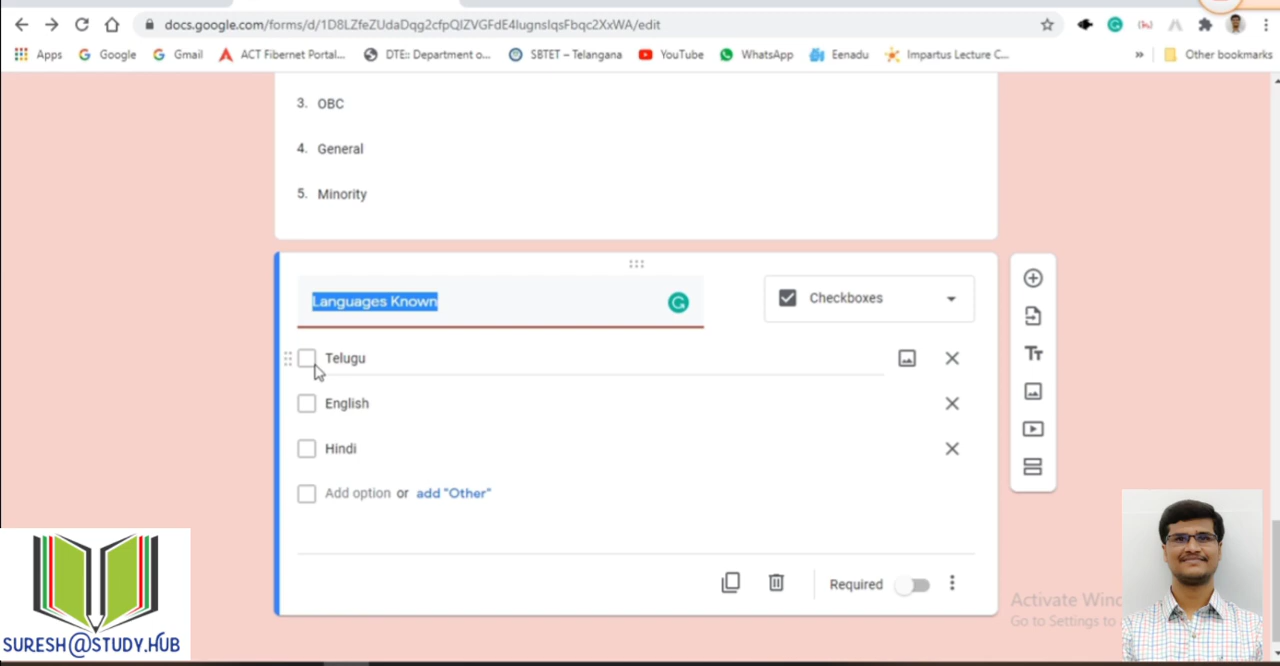 docs.google.com/forms/d/1D8LZfeZUdaDqg2cfpQlZVGFdE4lugnsIqsFbqc2XxWA/edit
Apps Google Gmail ACT Fibernet Portal... DTE:: Department o... SBTET – Telangana YouTube WhatsApp Eenadu Impartus Lecture C... » Other bookmarks
3. OBC
4. General
5. Minority
Languages Known
Checkboxes
Telugu
English
Hindi
Add option or add "Other"
Required
Activate Wind
Go to Settings to
SURESH@STUDY.HUB